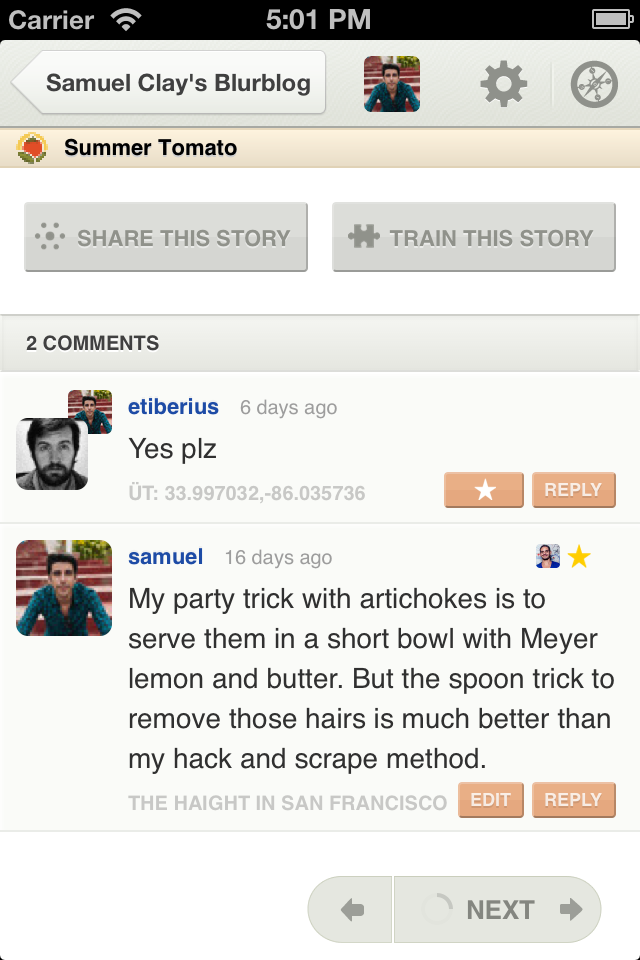 Carrier 5:01 PM
Samuel Clay's Blurblog
Summer Tomato
SHARE THIS STORY TRAIN THIS STORY
2 COMMENTS
etiberius 6 days ago
Yes plz
ÜT: 33.997032,-86.035736 REPLY
samuel 16 days ago
My party trick with artichokes is to
serve them in a short bowl with Meyer
lemon and butter. But the spoon trick to
remove those hairs is much better than
my hack and scrape method.
THE HAIGHT IN SAN FRANCISCO EDIT REPLY
NEXT